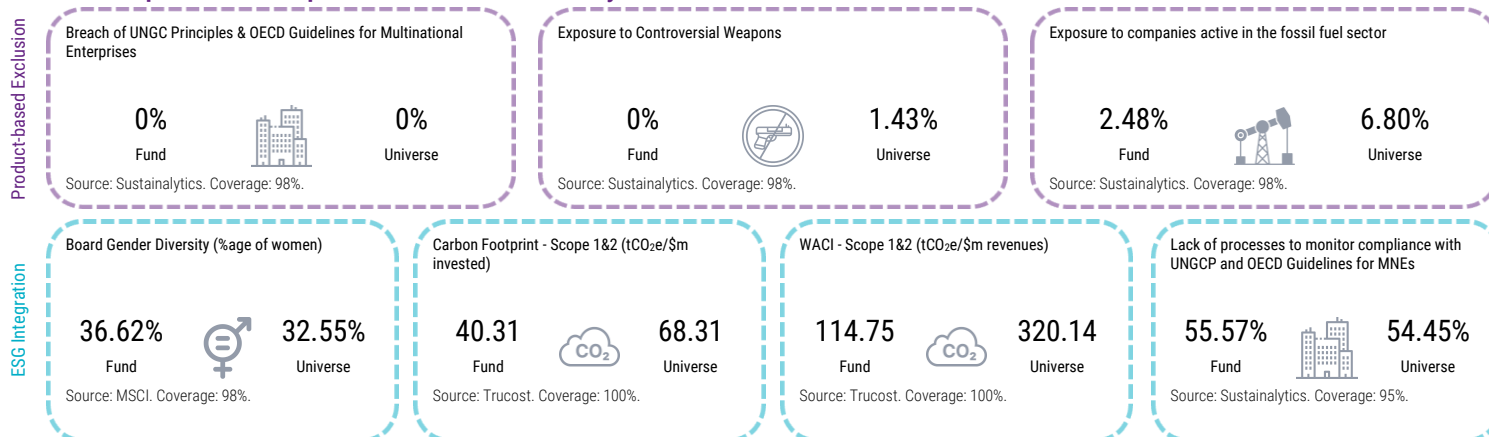 Product-based Exclusion
Breach of UNGC Principles & OECD Guidelines for Multinational
Enterprises
0%
0%
Fund
Universe
Source: Sustainalytics. Coverage: 98%.
Exposure to Controversial Weapons
0%
1.43%
Fund
Universe
Source: Sustainalytics. Coverage: 98%.
Exposure to companies active in the fossil fuel sector
2.48%
6.80%
Fund
Universe
Source: Sustainalytics. Coverage: 98%.
ESG Integration
Board Gender Diversity (%age of women)
36.62%
32.55%
Fund
Universe
Source: MSCI. Coverage: 98%.
Carbon Footprint - Scope 1&2 (tCO₂e/$m
invested)
40.31
CO₂
68.31
Fund
Universe
Source: Trucost. Coverage: 100%.
WACI - Scope 1&2 (tCO₂e/$m revenues)
114.75
CO₂
320.14
Fund
Universe
Source: Trucost. Coverage: 100%.
Lack of processes to monitor compliance with
UNGCP and OECD Guidelines for MNEs
55.57%
54.45%
Fund
Universe
Source: Sustainalytics. Coverage: 95%.